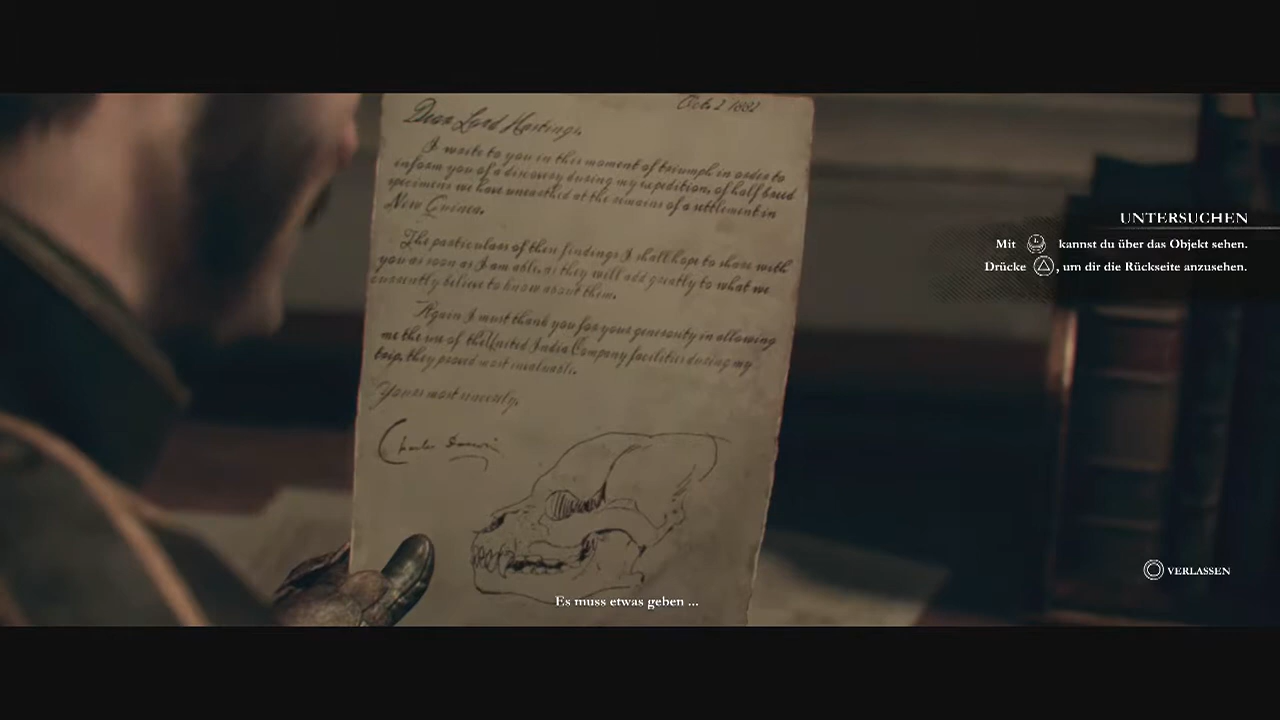 Oct. 2 1882
Dear Lord Hastings,
I write to you in this moment of triumph in order to
inform you of a discovery during my expedition, of half breed
specimens we have unearthed at the remains of a settlement in
New Guinea.
The particulars of these findings I shall hope to share with
you as soon as I am able, as they will add greatly to what we
currently believe to know about them.
Again I must thank you for your generosity in allowing
me the use of the United India Company facilities during my
trip, they proved most invaluable.
Yours most sincerely,
Charles Darwin
UNTERSUCHEN
Mit L kannst du über das Objekt sehen.
Drücke , um dir die Rückseite anzusehen.
VERLASSEN
Es muss etwas geben ...